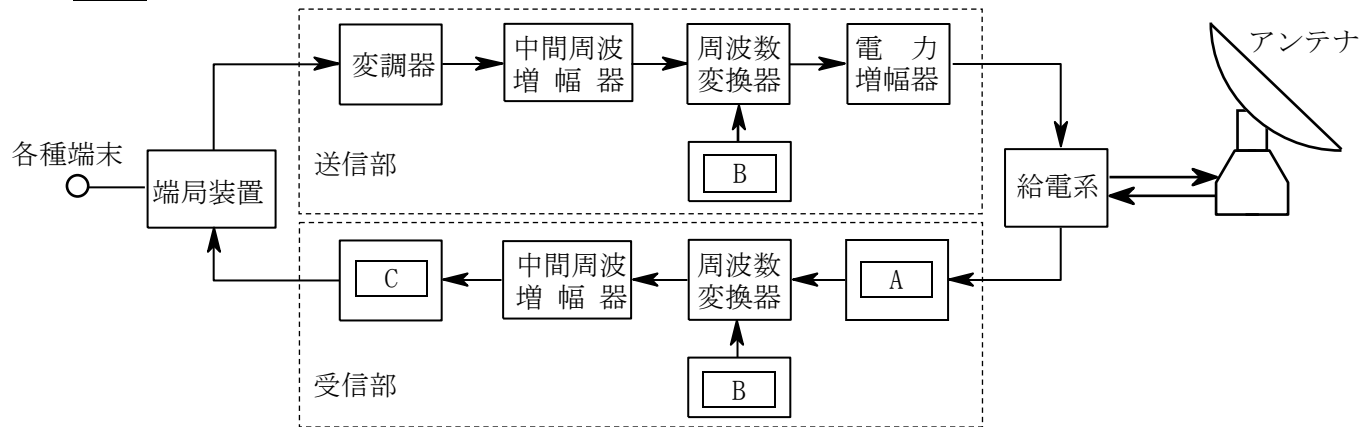 変調器
中間周波
増幅器
周波数
変換器
電力
増幅器
アンテナ
各種端末
端局装置
送信部
B
給電系
C
中間周波
増幅器
周波数
変換器
A
受信部
B